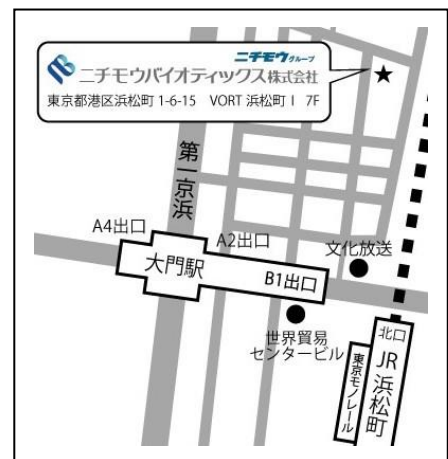 ニチモウグループ
ニチモウバイオティックス株式会社
東京都港区浜松町 1-6-15 VORT 浜松町Ⅰ 7F
第一京浜
A4出口
A2出口
大門駅
B1出口
文化放送
世界貿易
センタービル
北口
JR浜松町
東京モノレール